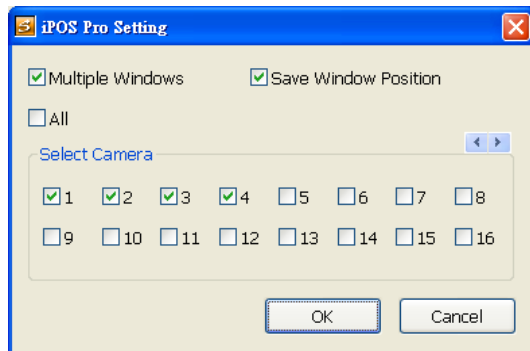 iPOS Pro Setting
Multiple Windows Save Window Position
All
Select Camera
1 2 3 4 5 6 7 8
9 10 11 12 13 14 15 16
OK Cancel